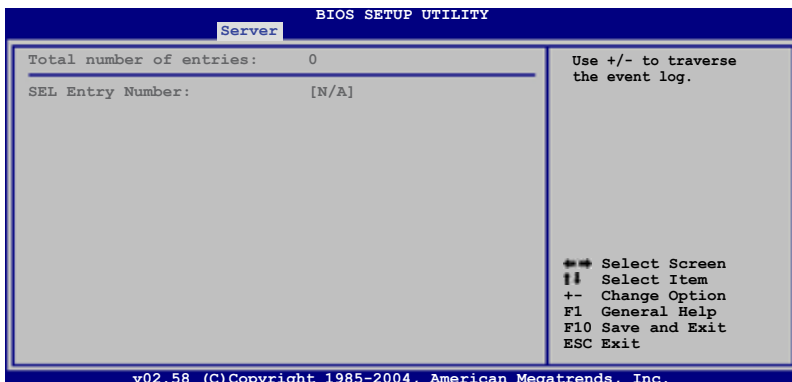 BIOS SETUP UTILITY
Server
Total number of entries: 0
SEL Entry Number: [N/A]
Use +/- to traverse
the event log.
Select Screen
Select Item
+- Change Option
F1 General Help
F10 Save and Exit
ESC Exit
v02.58 (C)Copyright 1985-2004, American Megatrends, Inc.